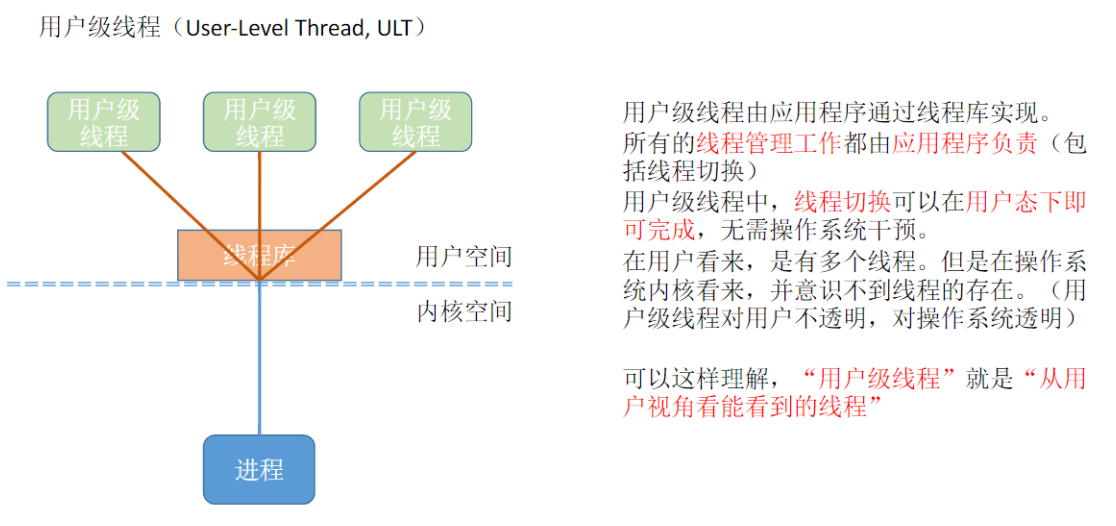 用户级线程（User-Level Thread, ULT）
用户级
线程
用户级
线程
用户级
线程
线程库
用户空间
内核空间
进程
用户级线程由应用程序通过线程库实现。
所有的线程管理工作都由应用程序负责（包
括线程切换）
用户级线程中，线程切换可以在用户态下即
可完成，无需操作系统干预。
在用户看来，是有多个线程。但是在操作系
统内核看来，并意识不到线程的存在。（用
户级线程对用户不透明，对操作系统透明）
可以这样理解，“用户级线程”就是“从用
户视角看能看到的线程”